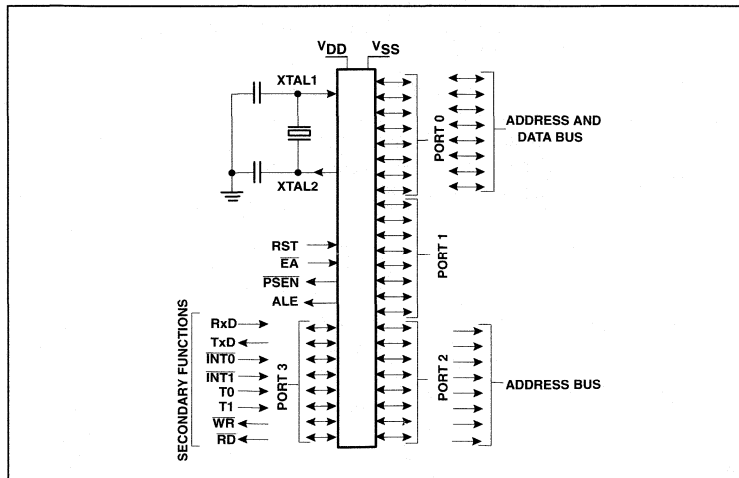 VDD VSS
XTAL1
XTAL2
PORT 0
ADDRESS AND
DATA BUS
PORT 1
RST
EA
PSEN
ALE
SECONDARY FUNCTIONS
RxD
TxD
INT0
INT1
T0
T1
WR
RD
PORT 3
PORT 2
ADDRESS BUS